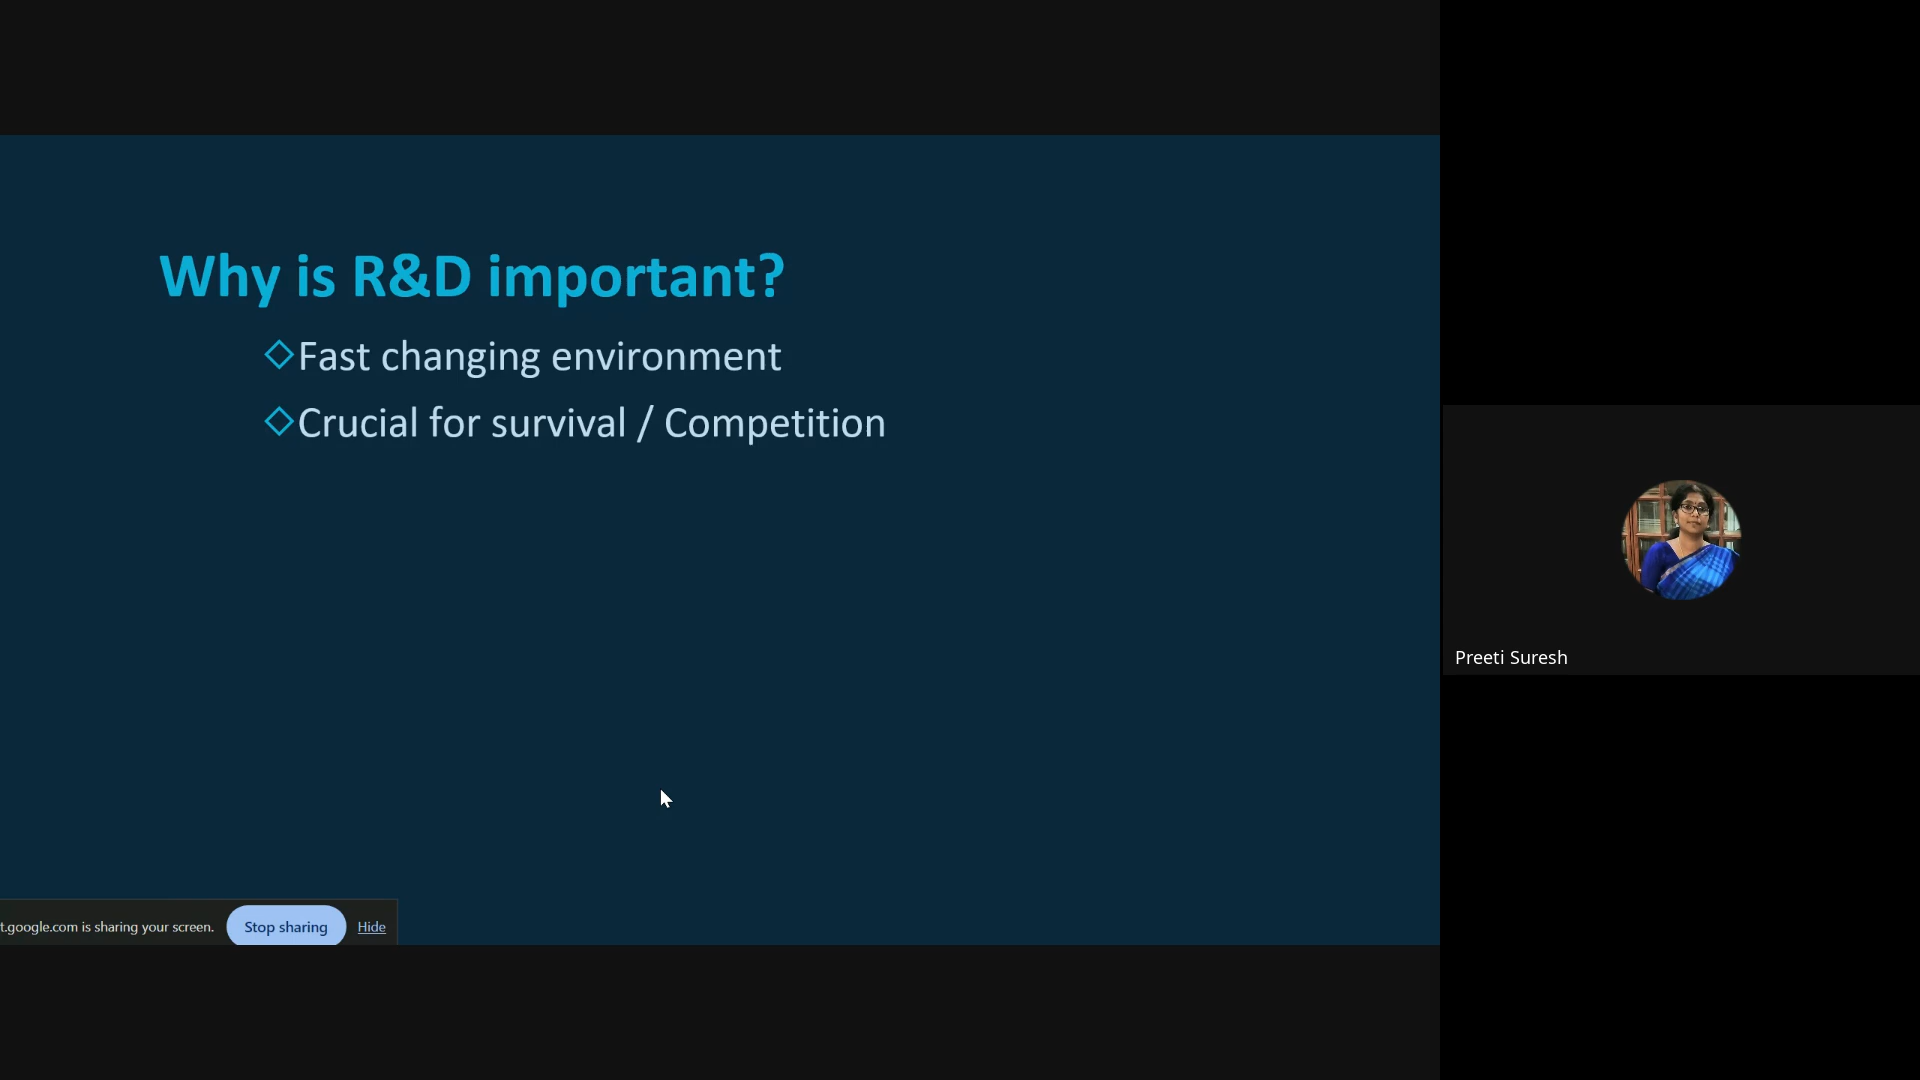 Why is R&D important?
Fast changing environment
Crucial for survival / Competition
Preeti Suresh
t.google.com is sharing your screen. Stop sharing Hide